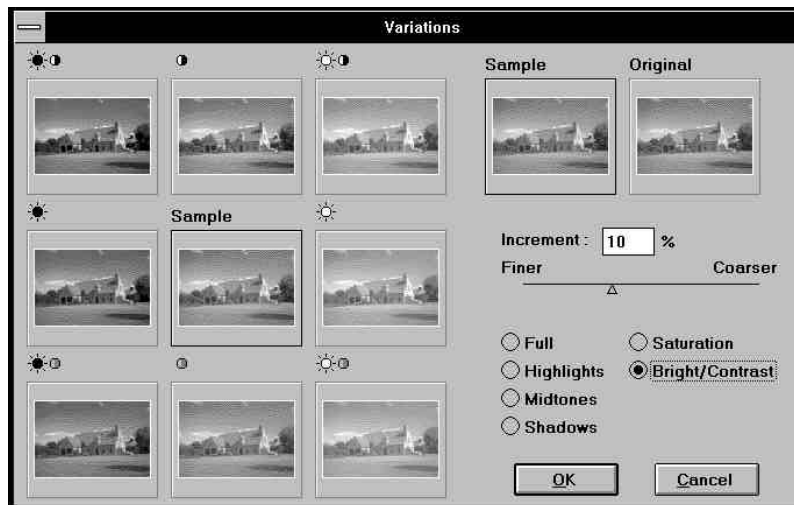 Variations
Sample
Original
Sample
Increment : 10 %
Finer
Coarser
Full
Saturation
Highlights
Bright/Contrast
Midtones
Shadows
OK
Cancel